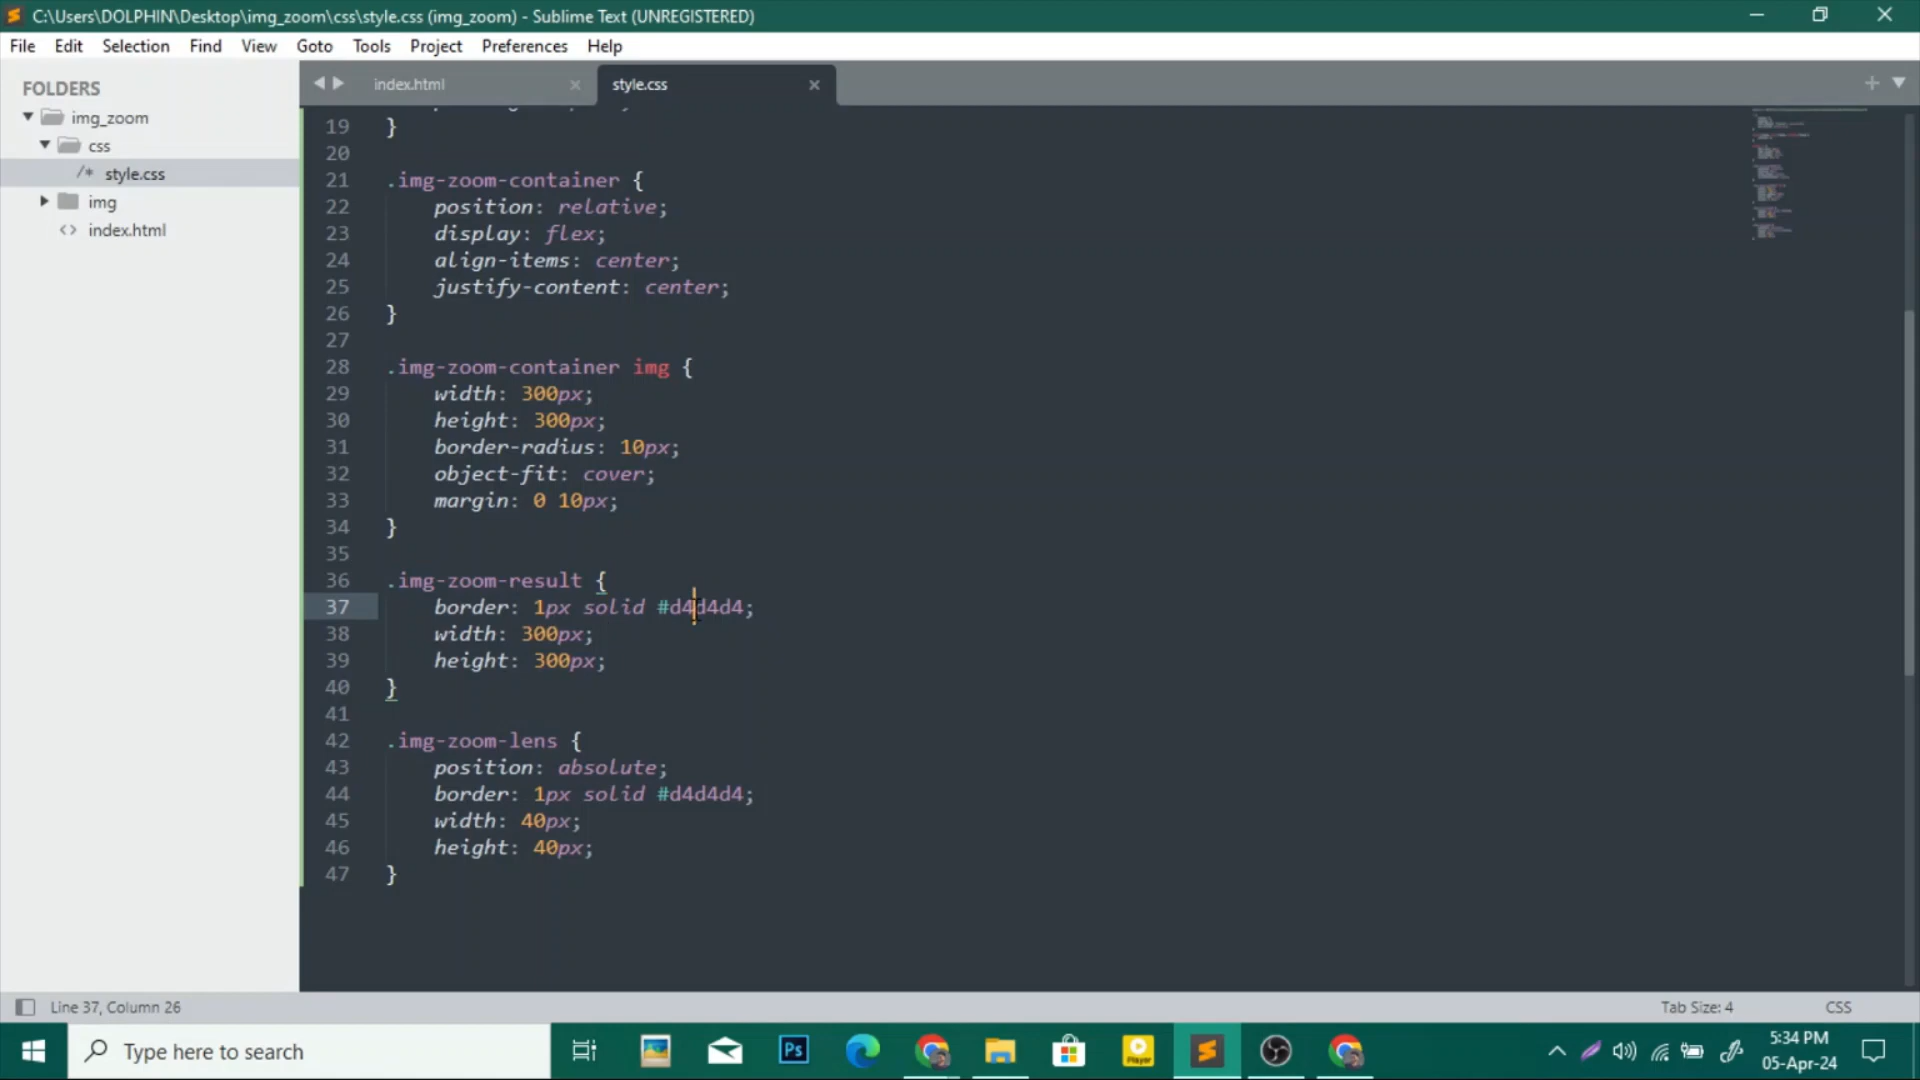 C:\Users\DOLPHIN\Desktop\img_zoom\css\style.css (img_zoom) - Sublime Text (UNREGISTERED)
File Edit Selection Find View Goto Tools Project Preferences Help
FOLDERS
img_zoom
css
/* style.css
img
<> index.html
index.html
style.css
19 }
20
21 .img-zoom-container {
22 position: relative;
23 display: flex;
24 align-items: center;
25 justify-content: center;
26 }
27
28 .img-zoom-container img {
29 width: 300px;
30 height: 300px;
31 border-radius: 10px;
32 object-fit: cover;
33 margin: 0 10px;
34 }
35
36 .img-zoom-result {
37 border: 1px solid #d4d4d4;
38 width: 300px;
39 height: 300px;
40 }
41
42 .img-zoom-lens {
43 position: absolute;
44 border: 1px solid #d4d4d4;
45 width: 40px;
46 height: 40px;
47 }
Line 37, Column 26
Tab Size: 4
CSS
Type here to search
Ps
Player
5:34 PM
05-Apr-24